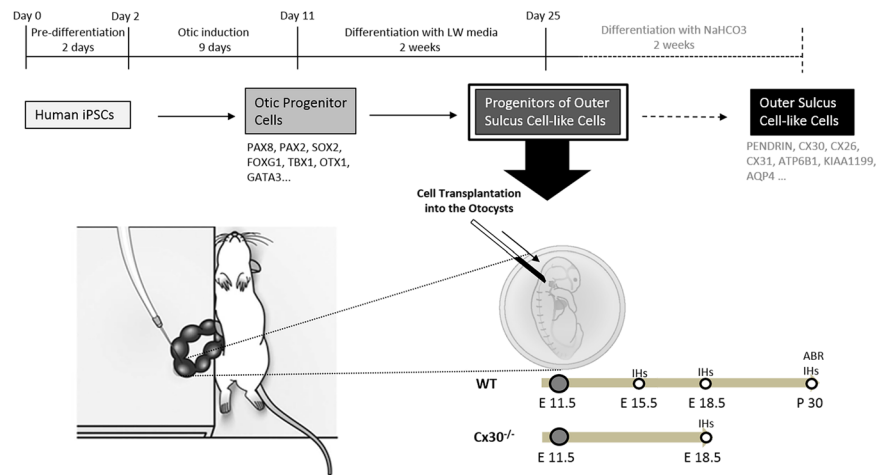 Day 0
Day 2
Day 11
Day 25
Pre-differentiation
2 days
Otic induction
9 days
Differentiation with LW media
2 weeks
Differentiation with NaHCO3
2 weeks
Human iPSCs
Otic Progenitor
Cells
Progenitors of Outer
Sulcus Cell-like Cells
Outer Sulcus
Cell-like Cells
PAX8, PAX2, SOX2,
FOXG1, TBX1, OTX1,
GATA3...
PENDRIN, CX30, CX26,
CX31, ATP6B1, KIAA1199,
AQP4 ...
Cell Transplantation
into the Otocysts
WT
IHs
IHs
ABR
IHs
E 11.5
E 15.5
E 18.5
P 30
Cx30-/-
IHs
E 11.5
E 18.5